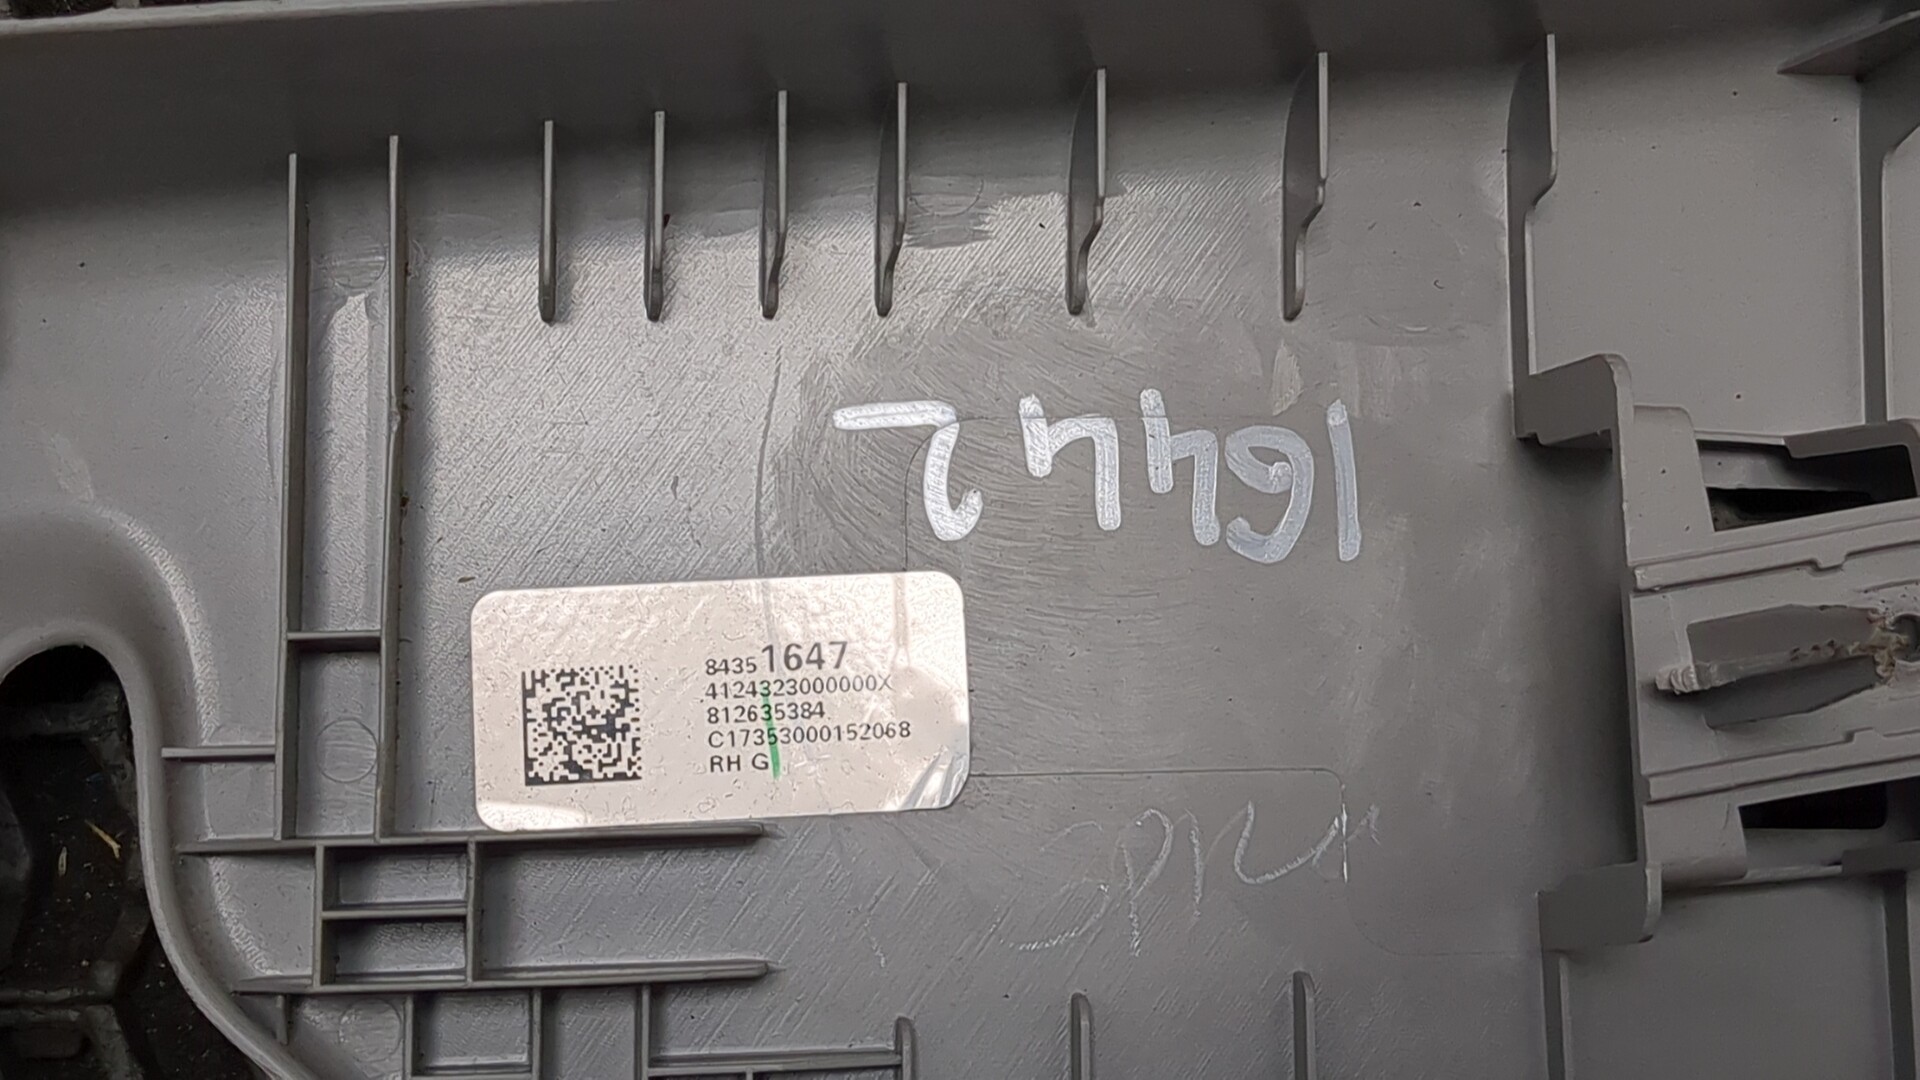 16442
84351647
4124323000000X
812635384
C17353000152068
RH G